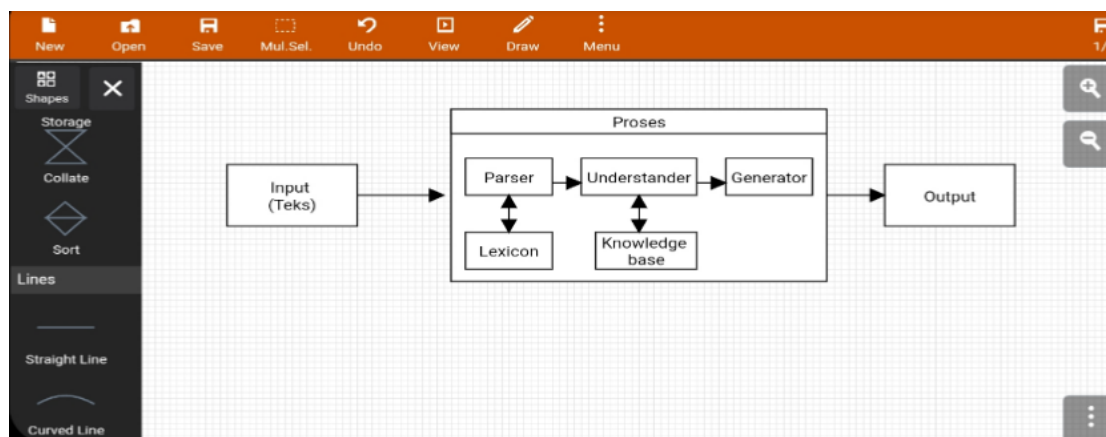 New Open Save Mul.Sel. Undo View Draw Menu 1/
Shapes
Storage
Collate
Sort
Lines
Straight Line
Curved Line
Proses
Input
(Teks)
Parser Understander Generator
Lexicon Knowledge
base
Output